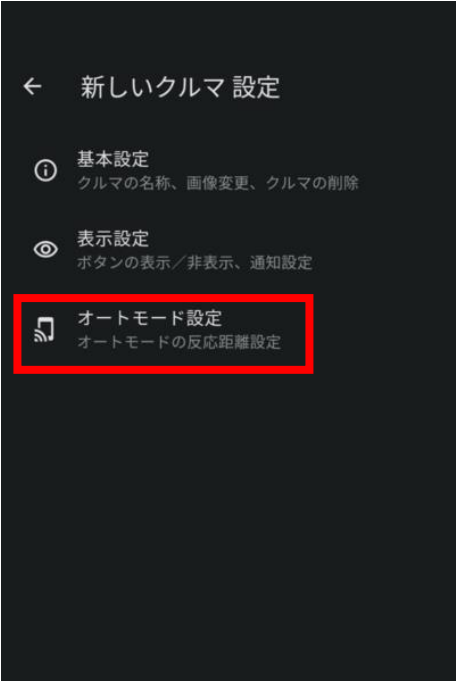 新しいクルマ 設定
基本設定
クルマの名称、画像変更、クルマの削除
表示設定
ボタンの表示／非表示、通知設定
オートモード設定
オートモードの反応距離設定